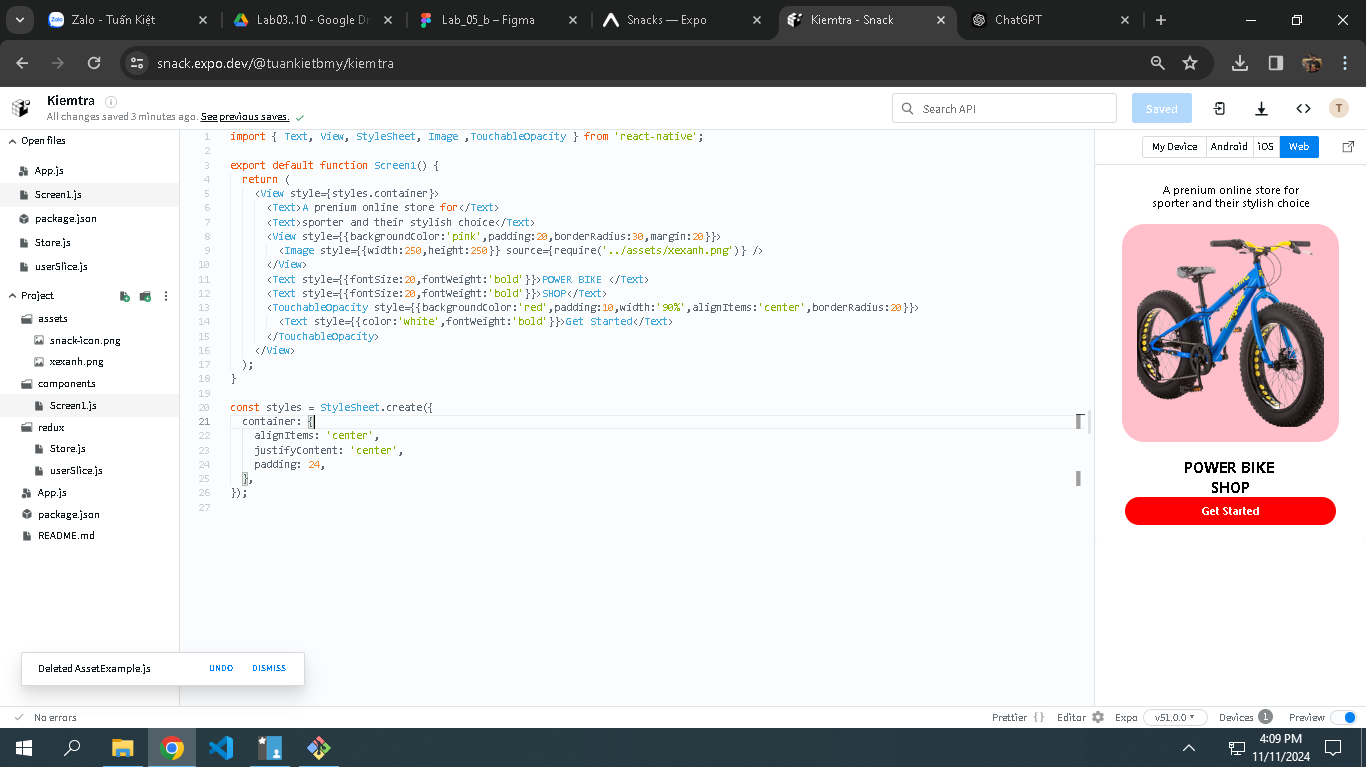 Zalo - Tuấn Kiệt
Lab03..10 - Google Dr
Lab_05_b – Figma
Snacks — Expo
Kiemtra - Snack
ChatGPT
snack.expo.dev/@tuankietbmy/kiemtra
Kiemtra
All changes saved 3 minutes ago. See previous saves.
Search API
Saved
T
Open files
App.js
Screen1.js
package.json
Store.js
userSlice.js
Project
assets
snack-icon.png
xexanh.png
components
Screen1.js
redux
Store.js
userSlice.js
App.js
package.json
README.md
1 import { Text, View, StyleSheet, Image ,TouchableOpacity } from 'react-native';
2
3 export default function Screen1() {
4 return (
5 <View style={styles.container}>
6 <Text>A prenium online store for</Text>
7 <Text>sporter and their stylish choice</Text>
8 <View style={{backgroundColor:'pink',padding:20,borderRadius:30,margin:20}}>
9 <Image style={{width:250,height:250}} source={require('../assets/xexanh.png')} />
10 </View>
11 <Text style={{fontSize:20,fontWeight:'bold'}}>POWER BIKE </Text>
12 <Text style={{fontSize:20,fontWeight:'bold'}}>SHOP</Text>
13 <TouchableOpacity style={{backgroundColor:'red',padding:10,width:'90%',alignItems:'center',borderRadius:20}}>
14 <Text style={{color:'white',fontWeight:'bold'}}>Get Started</Text>
15 </TouchableOpacity>
16 </View>
17 );
18 }
19
20 const styles = StyleSheet.create({
21 container: {
22 alignItems: 'center',
23 justifyContent: 'center',
24 padding: 24,
25 },
26 });
27
My Device
Android
iOS
Web
A prenium online store for
sporter and their stylish choice
POWER BIKE
SHOP
Get Started
Deleted AssetExample.js
UNDO
DISMISS
No errors
Prettier {}
Editor
Expo
v51.0.0
Devices 1
Preview
4:09 PM
11/11/2024